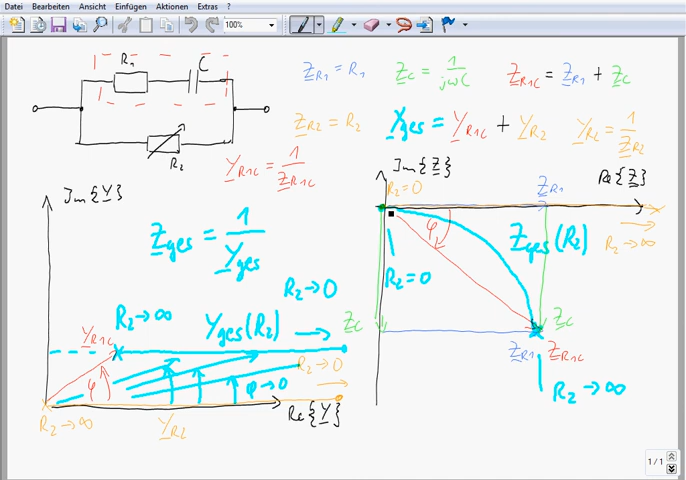 Datei Bearbeiten Einfügen Aktionen Extras ?
100%
R1 C
R2
Z_R1 = R1 Z_C = 1/jωC Z_R1C = Z_R1 + Z_C
Z_R2 = R2 Y_ges = Y_R1C + Y_R2 Y_R2 = 1/Z_R2
Y_R1C = 1/Z_R1C
Im{Y}
Z_ges = 1/Y_ges
R2→0
R2→∞ Y_ges(R2)
Y_R1C
R2→0
φ φ→0
R2→∞ Y_R2 Re{Y}
Im{Z} Re{Z}
R2=0 Z_R1
R2→∞
φ Z_ges(R2)
R2=0
Z_C Z_C
Z_R1 Z_R1C
R2→∞
1/1